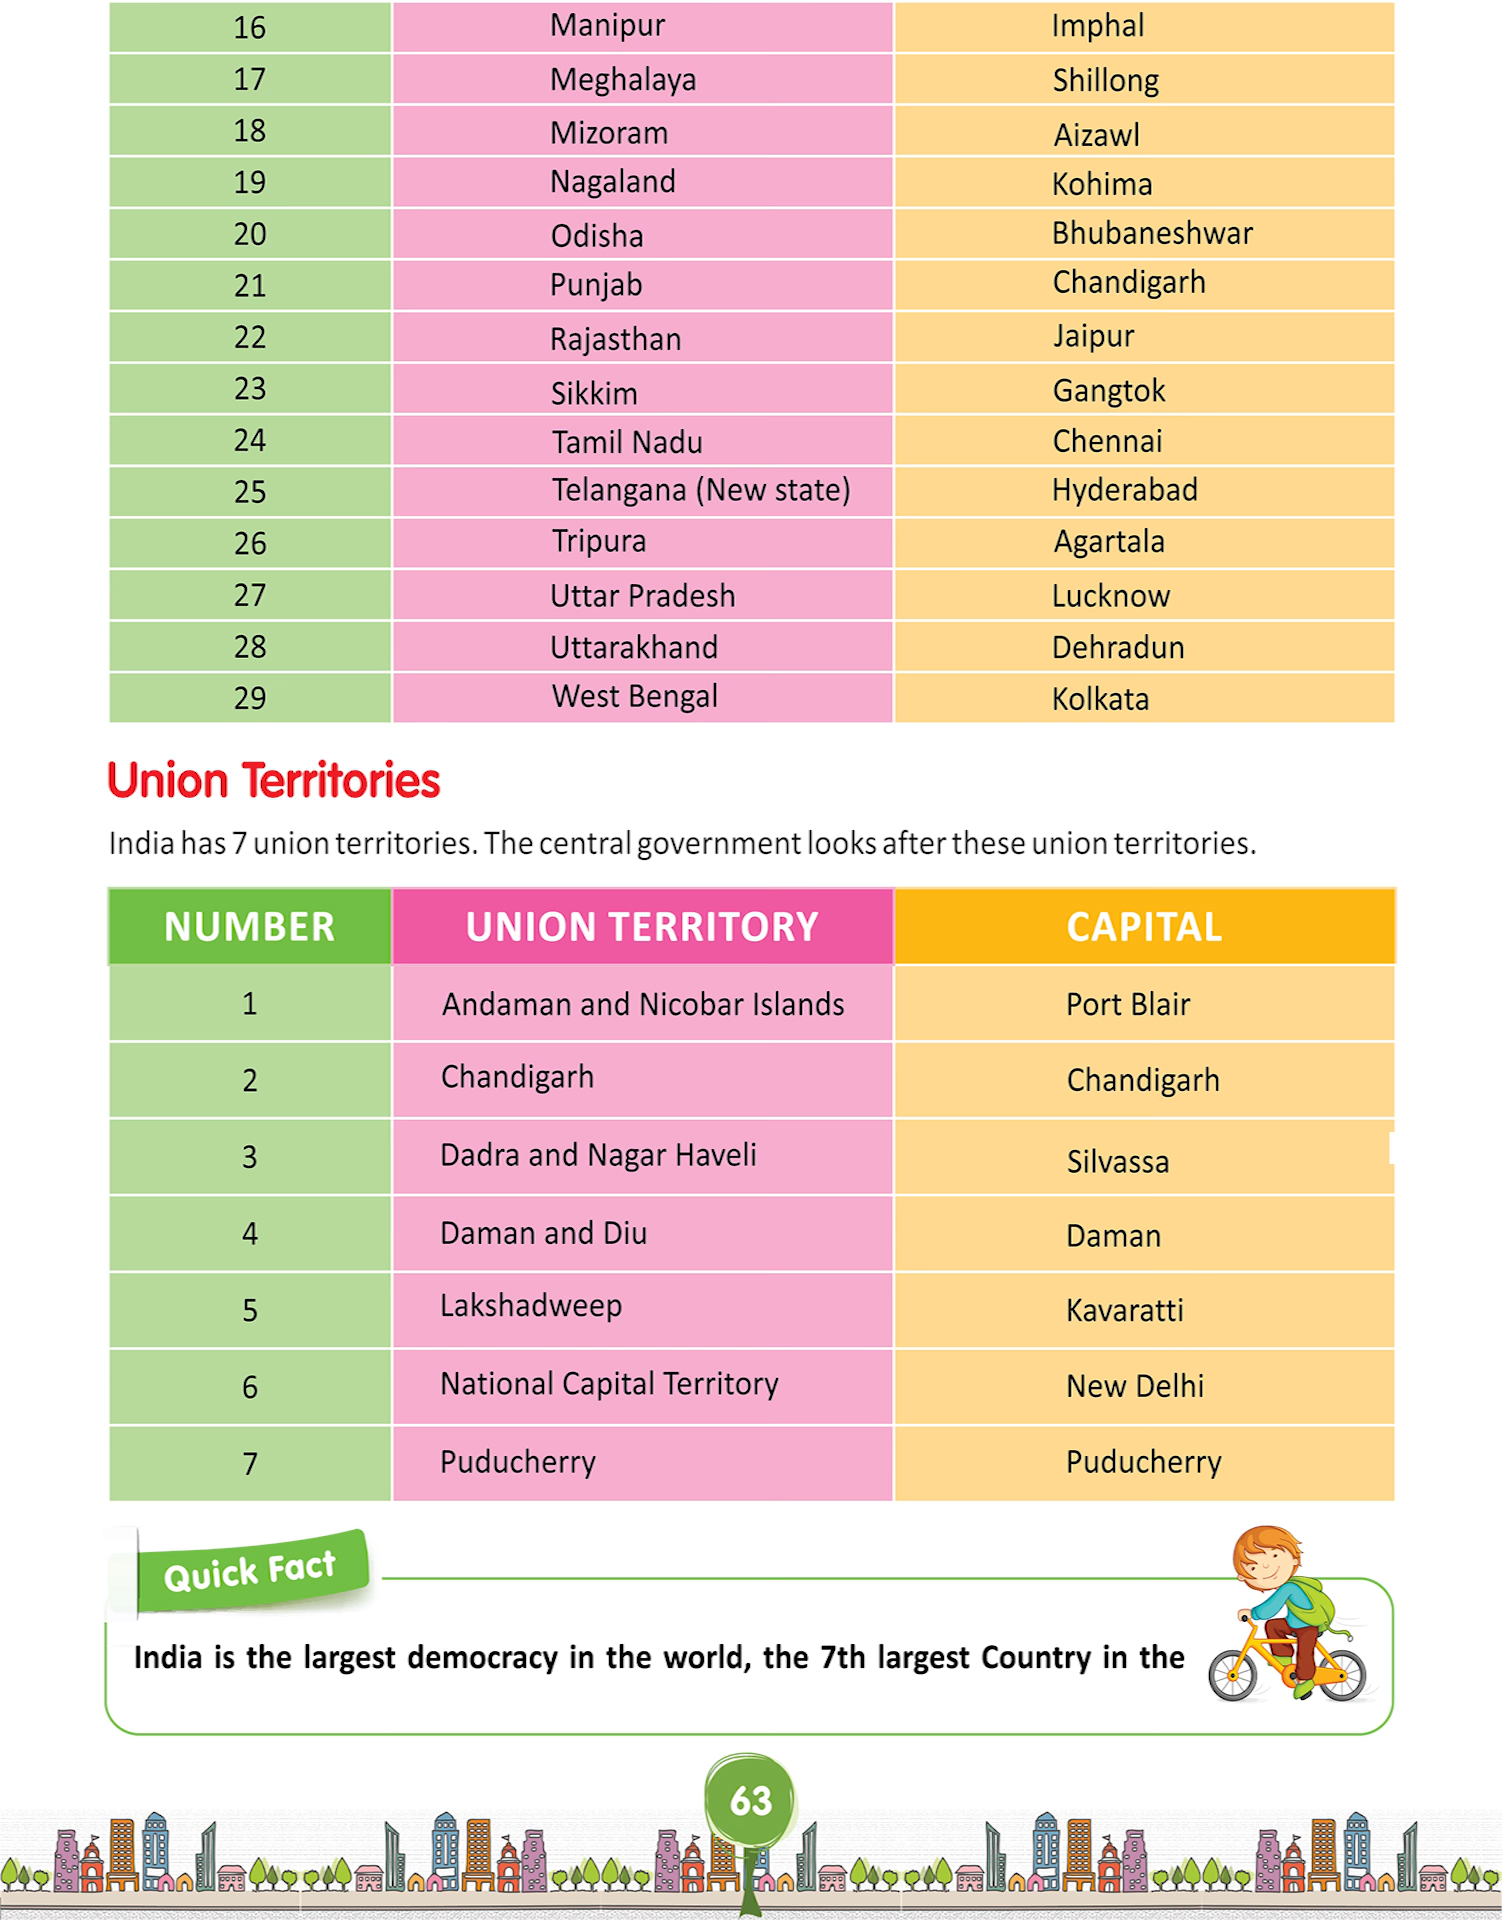 16 Manipur Imphal
17 Meghalaya Shillong
18 Mizoram Aizawl
19 Nagaland Kohima
20 Odisha Bhubaneshwar
21 Punjab Chandigarh
22 Rajasthan Jaipur
23 Sikkim Gangtok
24 Tamil Nadu Chennai
25 Telangana (New state) Hyderabad
26 Tripura Agartala
27 Uttar Pradesh Lucknow
28 Uttarakhand Dehradun
29 West Bengal Kolkata
Union Territories
India has 7 union territories. The central government looks after these union territories.
NUMBER UNION TERRITORY CAPITAL
1 Andaman and Nicobar Islands Port Blair
2 Chandigarh Chandigarh
3 Dadra and Nagar Haveli Silvassa
4 Daman and Diu Daman
5 Lakshadweep Kavaratti
6 National Capital Territory New Delhi
7 Puducherry Puducherry
Quick Fact
India is the largest democracy in the world, the 7th largest Country in the
63